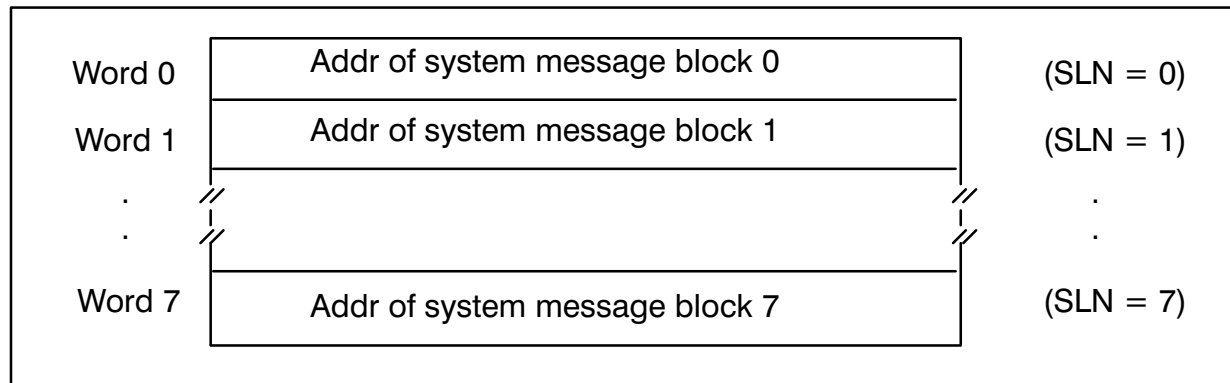 Word 0 Addr of system message block 0 (SLN = 0)
Word 1 Addr of system message block 1 (SLN = 1)
. .
. .
Word 7 Addr of system message block 7 (SLN = 7)